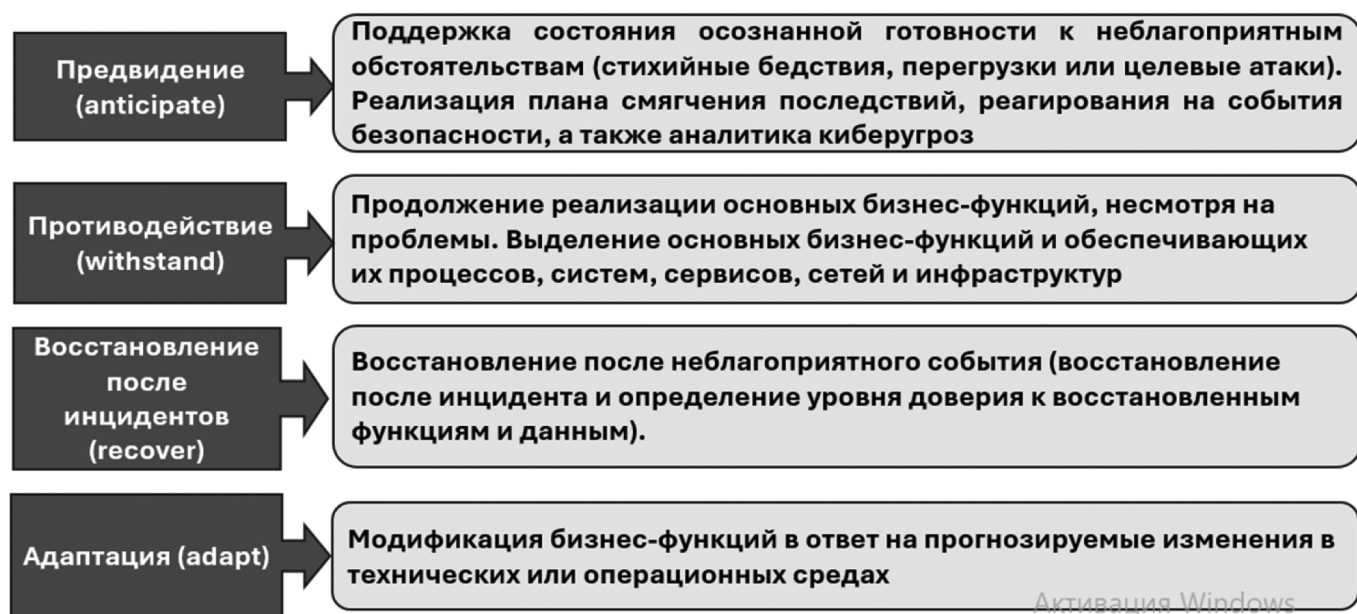 Предвидение
(anticipate)
Поддержка состояния осознанной готовности к неблагоприятным
обстоятельствам (стихийные бедствия, перегрузки или целевые атаки).
Реализация плана смягчения последствий, реагирования на события
безопасности, а также аналитика киберугроз
Противодействие
(withstand)
Продолжение реализации основных бизнес-функций, несмотря на
проблемы. Выделение основных бизнес-функций и обеспечивающих
их процессов, систем, сервисов, сетей и инфраструктур
Восстановление
после
инцидентов
(recover)
Восстановление после неблагоприятного события (восстановление
после инцидента и определение уровня доверия к восстановленным
функциям и данным).
Адаптация (adapt)
Модификация бизнес-функций в ответ на прогнозируемые изменения в
технических или операционных средах
Активация Windows